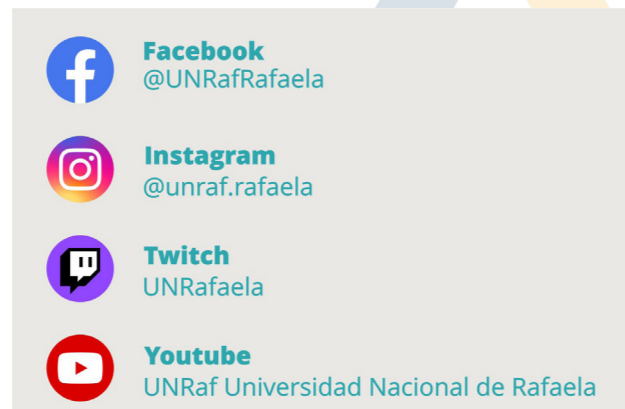 Facebook
@UNRafRafaela
Instagram
@unraf.rafaela
Twitch
UNRafaela
Youtube
UNRaf Universidad Nacional de Rafaela